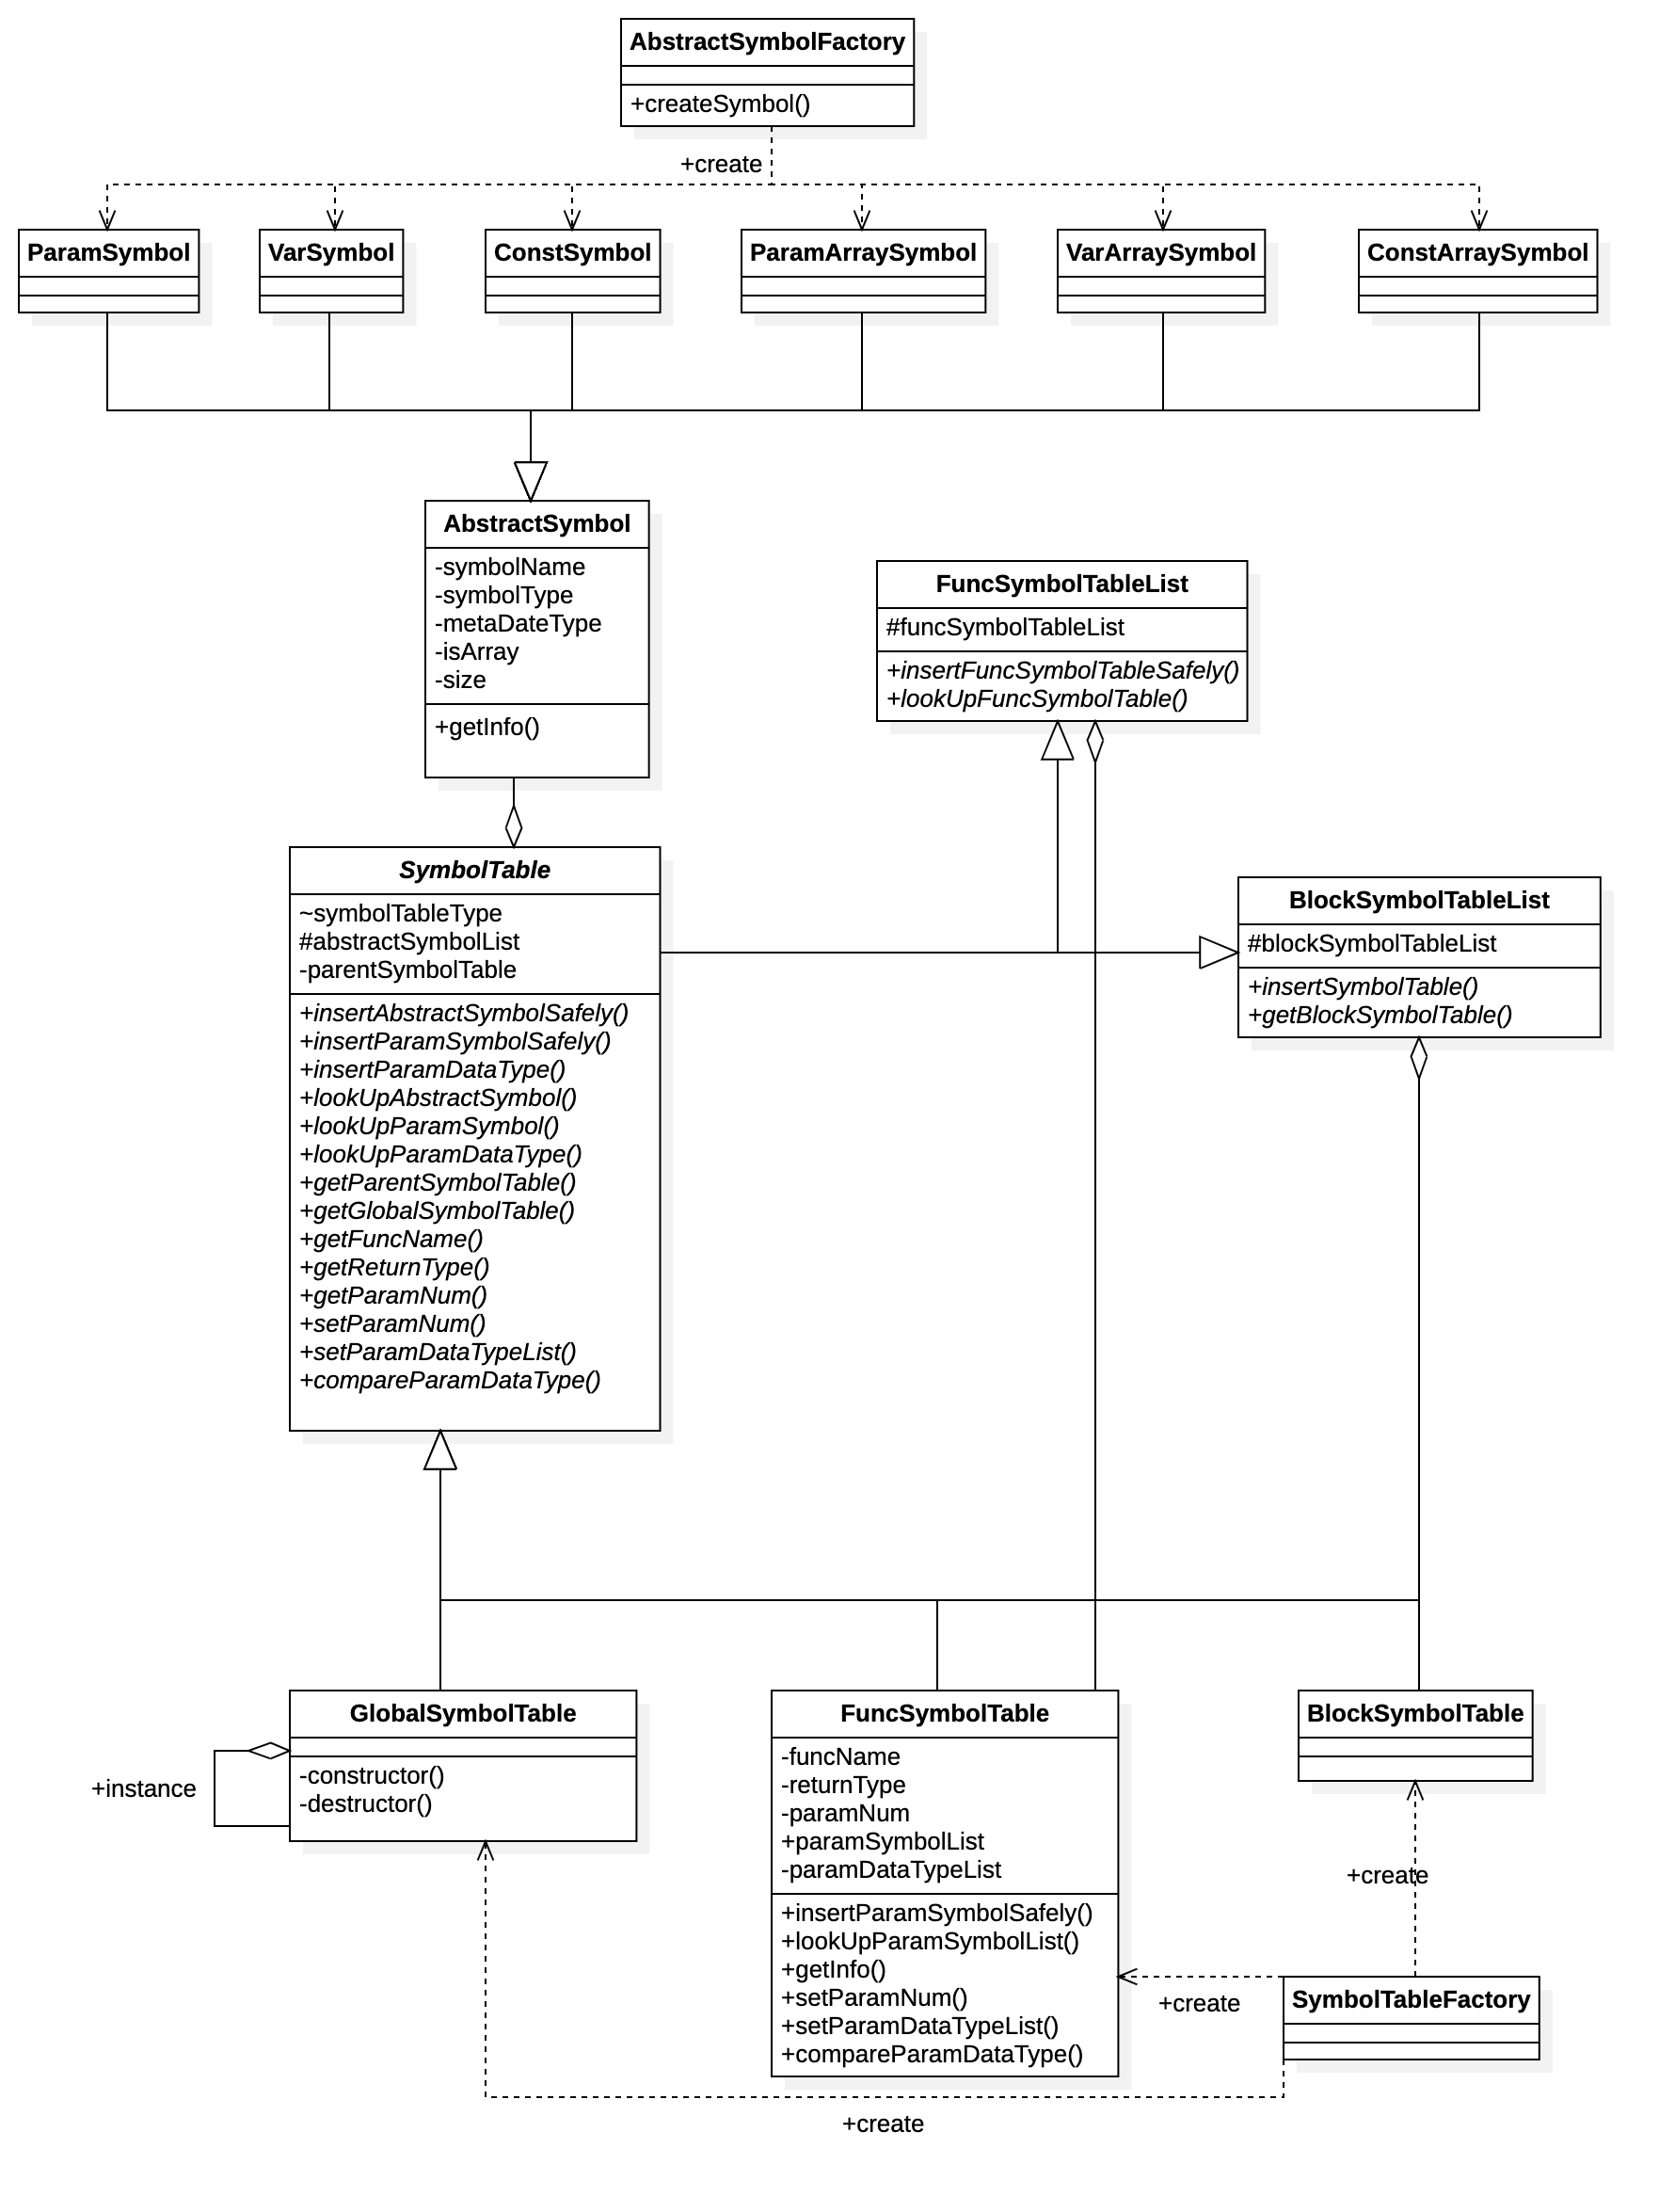 AbstractSymbolFactory
+createSymbol()
+create
ParamSymbol
VarSymbol
ConstSymbol
ParamArraySymbol
VarArraySymbol
ConstArraySymbol
AbstractSymbol
-symbolName
-symbolType
-metaDateType
-isArray
-size
+getInfo()
FuncSymbolTableList
#funcSymbolTableList
+insertFuncSymbolTableSafely()
+lookUpFuncSymbolTable()
SymbolTable
~symbolTableType
#abstractSymbolList
-parentSymbolTable
+insertAbstractSymbolSafely()
+insertParamSymbolSafely()
+insertParamDataType()
+lookUpAbstractSymbol()
+lookUpParamSymbol()
+lookUpParamDataType()
+getParentSymbolTable()
+getGlobalSymbolTable()
+getFuncName()
+getReturnType()
+getParamNum()
+setParamNum()
+setParamDataTypeList()
+compareParamDataType()
BlockSymbolTableList
#blockSymbolTableList
+insertSymbolTable()
+getBlockSymbolTable()
GlobalSymbolTable
-constructor()
-destructor()
+instance
FuncSymbolTable
-funcName
-returnType
-paramNum
+paramSymbolList
-paramDataTypeList
+insertParamSymbolSafely()
+lookUpParamSymbolList()
+getInfo()
+setParamNum()
+setParamDataTypeList()
+compareParamDataType()
BlockSymbolTable
+create
+create
SymbolTableFactory
+create